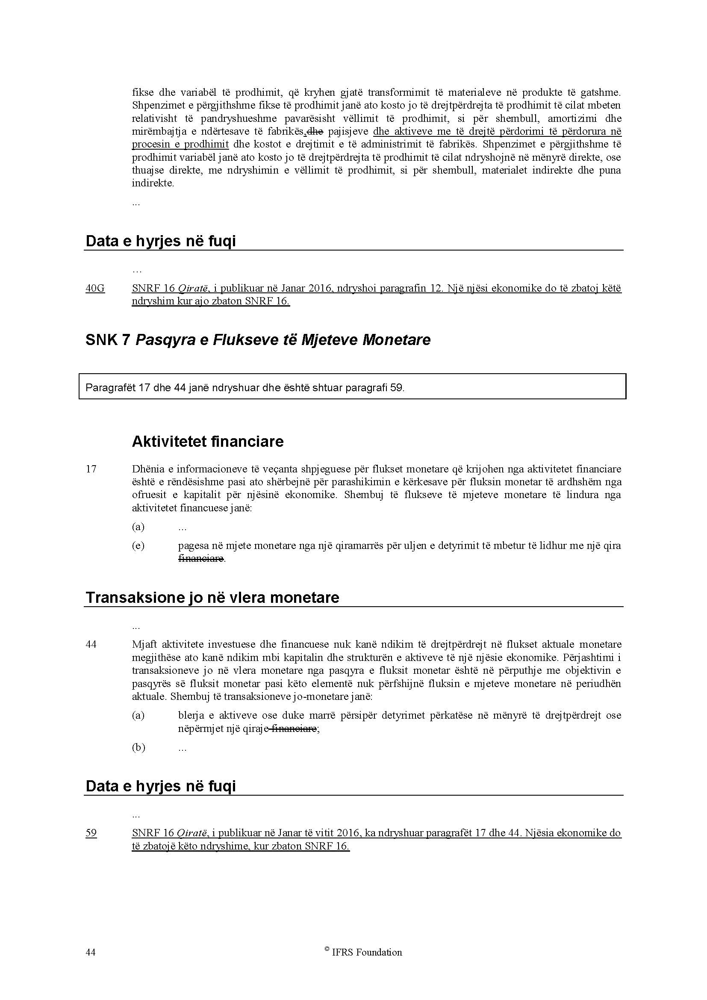 fikse dhe variabël të prodhimit, që kryhen gjatë transformimit të materialeve në produkte të gatshme.
Shpenzimet e përgjithshme fikse të prodhimit janë ato kosto jo të drejtpërdrejta të prodhimit të cilat mbeten
relativisht të pandryshueshme pavarësisht vëllimit të prodhimit, si për shembull, amortizimi dhe
mirëmbajtja e ndërtesave të fabrikës,dhe pajisjeve dhe aktiveve me të drejtë përdorimi të përdorura në
procesin e prodhimit dhe kostot e drejtimit e të administrimit të fabrikës. Shpenzimet e përgjithshme të
prodhimit variabël janë ato kosto jo të drejtpërdrejta të prodhimit të cilat ndryshojnë në mënyrë direkte, ose
thuajse direkte, me ndryshimin e vëllimit të prodhimit, si për shembull, materialet indirekte dhe puna
indirekte.
...
Data e hyrjes në fuqi
…
40G SNRF 16 Qiratë, i publikuar në Janar 2016, ndryshoi paragrafin 12. Një njësi ekonomike do të zbatoj këtë
ndryshim kur ajo zbaton SNRF 16.
SNK 7 Pasqyra e Flukseve të Mjeteve Monetare
Paragrafët 17 dhe 44 janë ndryshuar dhe është shtuar paragrafi 59.
Aktivitetet financiare
17 Dhënia e informacioneve të veçanta shpjeguese për flukset monetare që krijohen nga aktivitetet financiare
është e rëndësishme pasi ato shërbejnë për parashikimin e kërkesave për fluksin monetar të ardhshëm nga
ofruesit e kapitalit për njësinë ekonomike. Shembuj të flukseve të mjeteve monetare të lindura nga
aktivitetet financuese janë:
(a) ...
(e) pagesa në mjete monetare nga një qiramarrës për uljen e detyrimit të mbetur të lidhur me një qira
financiare.
Transaksione jo në vlera monetare
...
44 Mjaft aktivitete investuese dhe financuese nuk kanë ndikim të drejtpërdrejt në flukset aktuale monetare
megjithëse ato kanë ndikim mbi kapitalin dhe strukturën e aktiveve të një njësie ekonomike. Përjashtimi i
transaksioneve jo në vlera monetare nga pasqyra e fluksit monetar është në përputhje me objektivin e
pasqyrës së fluksit monetar pasi këto elementë nuk përfshijnë fluksin e mjeteve monetare në periudhën
aktuale. Shembuj të transaksioneve jo-monetare janë:
(a) blerja e aktiveve ose duke marrë përsipër detyrimet përkatëse në mënyrë të drejtpërdrejt ose
nëpërmjet një qiraje financiare;
(b) ...
Data e hyrjes në fuqi
...
59 SNRF 16 Qiratë, i publikuar në Janar të vitit 2016, ka ndryshuar paragrafët 17 dhe 44. Njësia ekonomike do
të zbatojë këto ndryshime, kur zbaton SNRF 16.
44 © IFRS Foundation